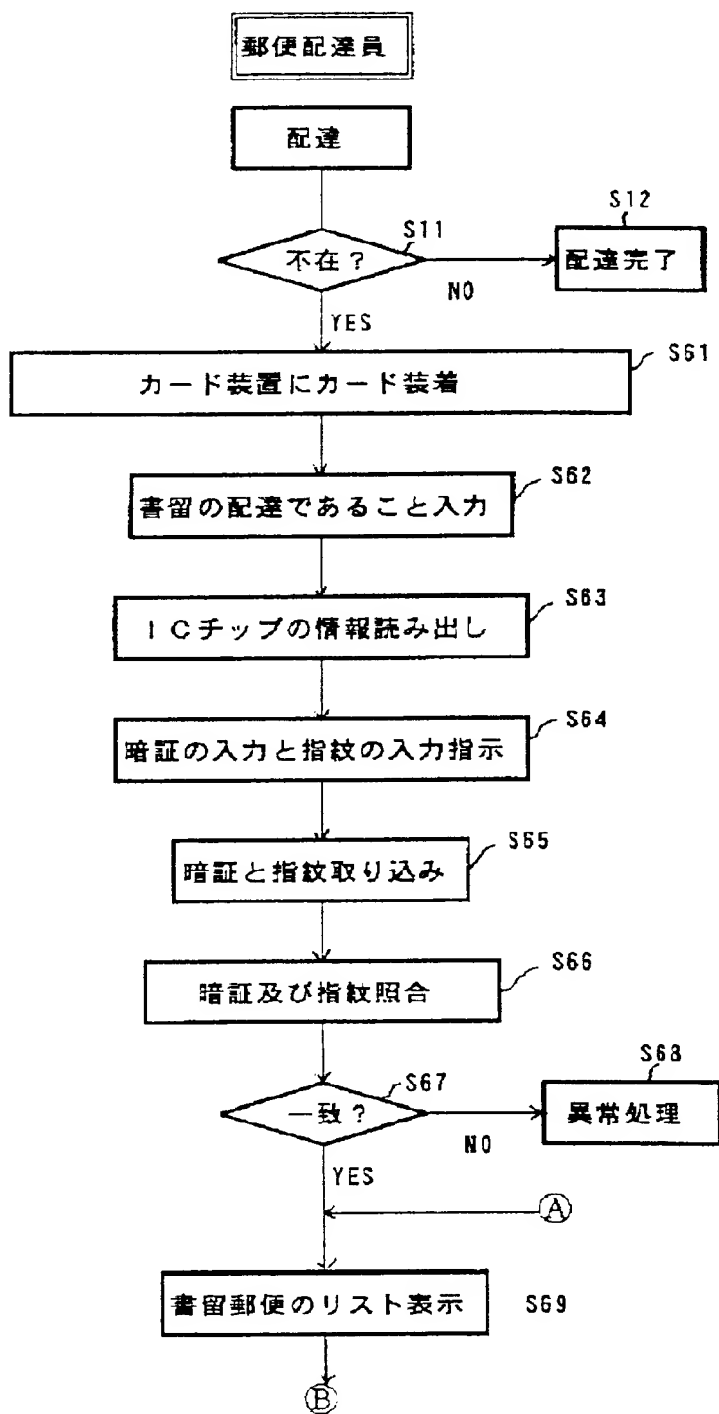 郵便配達員
配達
S11
不在?
NO
S12
配達完了
YES
S61
カード装置にカード装着
S62
書留の配達であること入力
S63
ICチップの情報読み出し
S64
暗証の入力と指紋の入力指示
S65
暗証と指紋取り込み
S66
暗証及び指紋照合
S67
一致?
NO
S68
異常処理
YES
A
書留郵便のリスト表示
S69
B